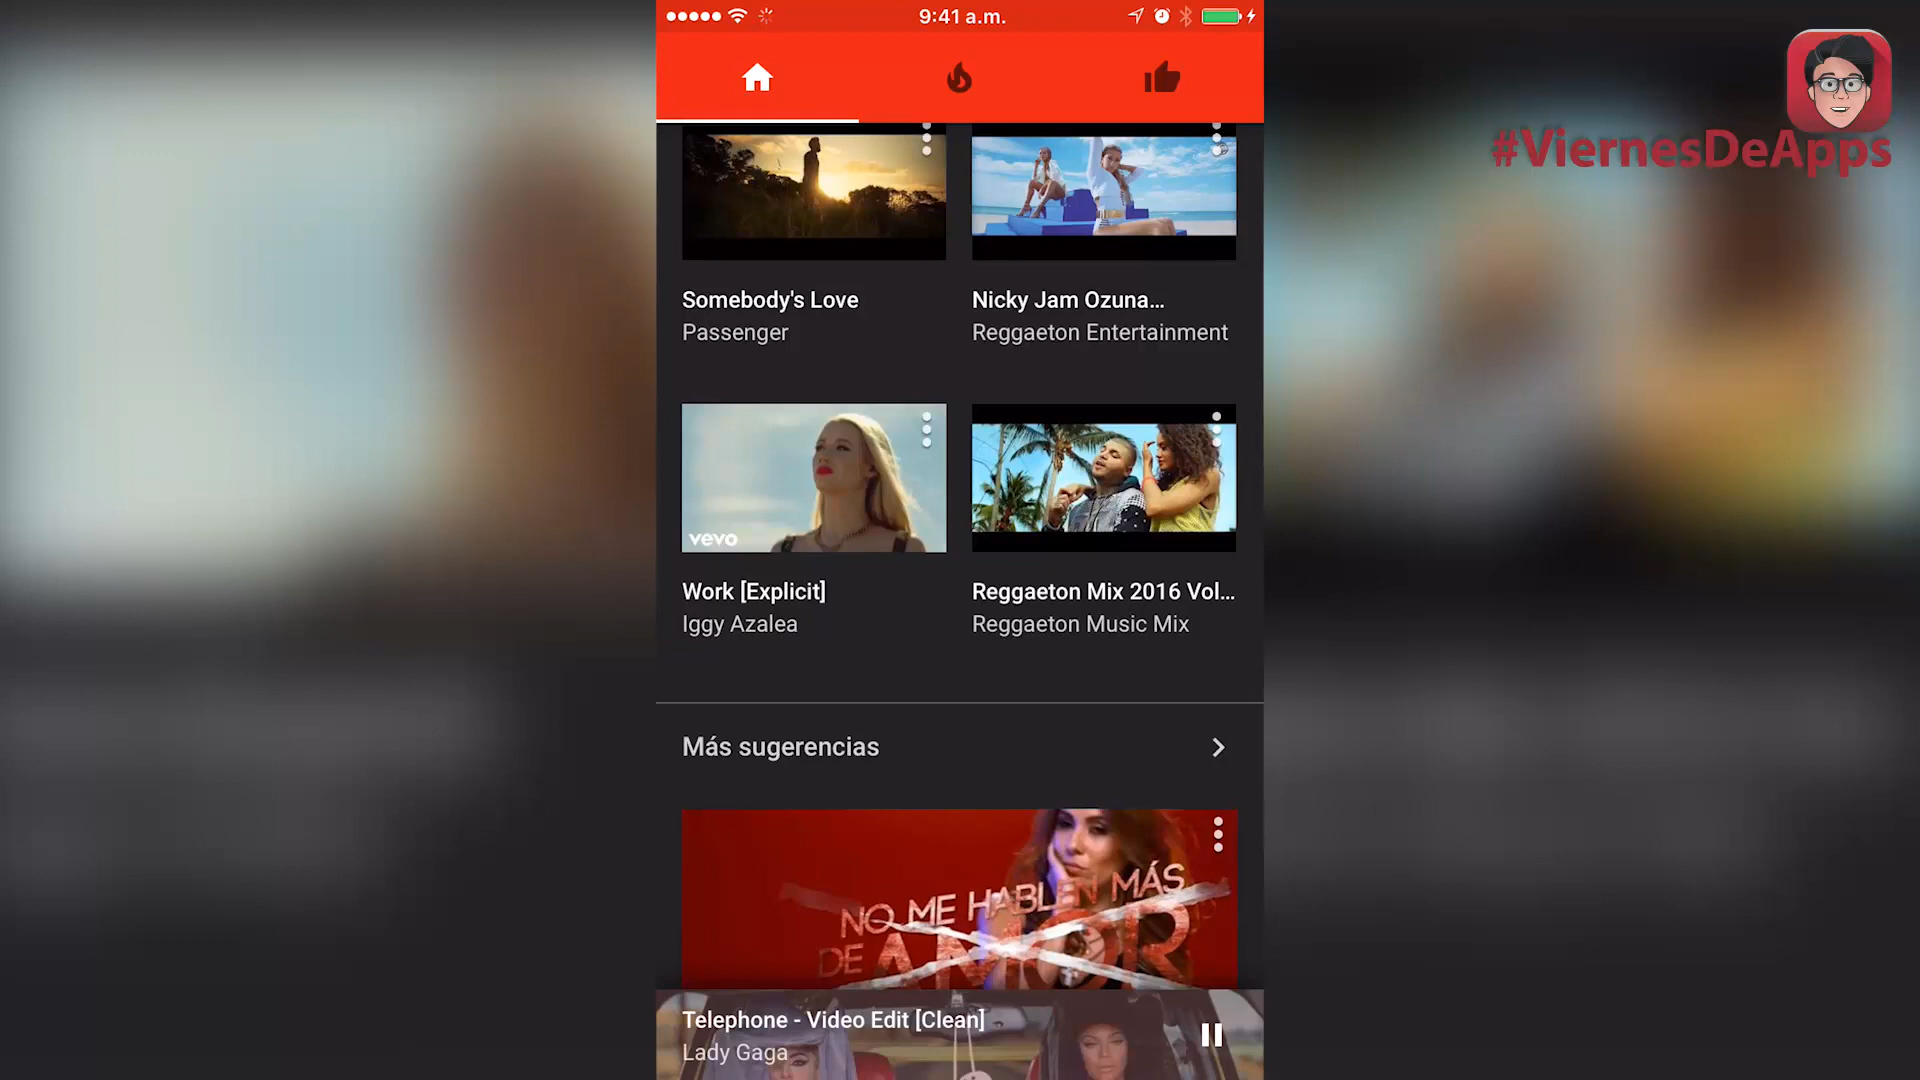 9:41 a.m.
#ViernesDeApps
Somebody's Love
Passenger
Nicky Jam Ozuna...
Reggaeton Entertainment
vevo
Work [Explicit]
Iggy Azalea
Reggaeton Mix 2016 Vol...
Reggaeton Music Mix
Más sugerencias
NO ME HABLEN MÁS
DE AMOR
Telephone - Video Edit [Clean]
Lady Gaga